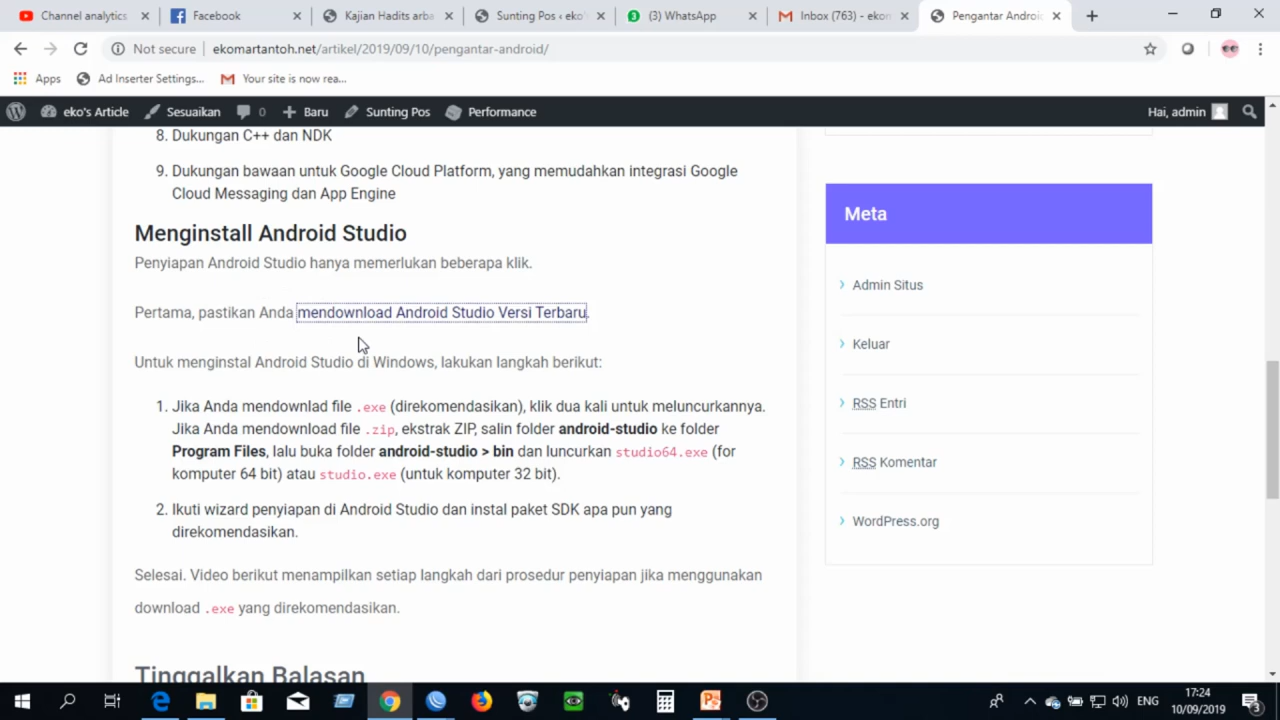 Channel analytics
Facebook
Kajian Hadits arba
Sunting Pos ‹ eko'
(3) WhatsApp
Inbox (763) - ekom
Pengantar Androi
Not secure
ekomartantoh.net/artikel/2019/09/10/pengantar-android/
Apps
Ad Inserter Settings...
Your site is now rea...
eko's Article
Sesuaikan
0
Baru
Sunting Pos
Performance
Hai, admin
8. Dukungan C++ dan NDK
9. Dukungan bawaan untuk Google Cloud Platform, yang memudahkan integrasi Google
Cloud Messaging dan App Engine
Menginstall Android Studio
Penyiapan Android Studio hanya memerlukan beberapa klik.
Pertama, pastikan Anda mendownload Android Studio Versi Terbaru.
Untuk menginstal Android Studio di Windows, lakukan langkah berikut:
1. Jika Anda mendownlad file .exe (direkomendasikan), klik dua kali untuk meluncurkannya.
Jika Anda mendownload file .zip, ekstrak ZIP, salin folder android-studio ke folder
Program Files, lalu buka folder android-studio > bin dan luncurkan studio64.exe (for
komputer 64 bit) atau studio.exe (untuk komputer 32 bit).
2. Ikuti wizard penyiapan di Android Studio dan instal paket SDK apa pun yang
direkomendasikan.
Selesai. Video berikut menampilkan setiap langkah dari prosedur penyiapan jika menggunakan
download .exe yang direkomendasikan.
Tinggalkan Balasan
Meta
Admin Situs
Keluar
RSS Entri
RSS Komentar
WordPress.org
ENG
17:24
10/09/2019
3